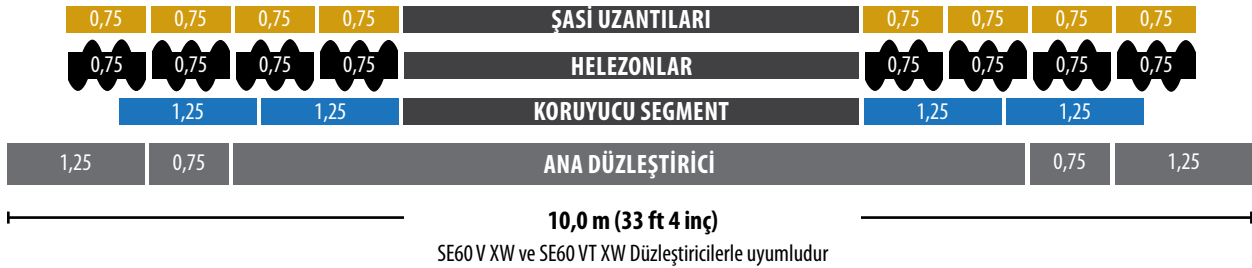 0,75 0,75 0,75 0,75 ŞASİ UZANTILARI 0,75 0,75 0,75 0,75
0,75 0,75 0,75 0,75 HELEZONLAR 0,75 0,75 0,75 0,75
1,25 1,25 KORUYUCU SEGMENT 1,25 1,25
1,25 0,75 ANA DÜZLEŞTİRİCİ 0,75 1,25
10,0 m (33 ft 4 inç)
SE60 V XW ve SE60 VT XW Düzleştiricilerle uyumludur